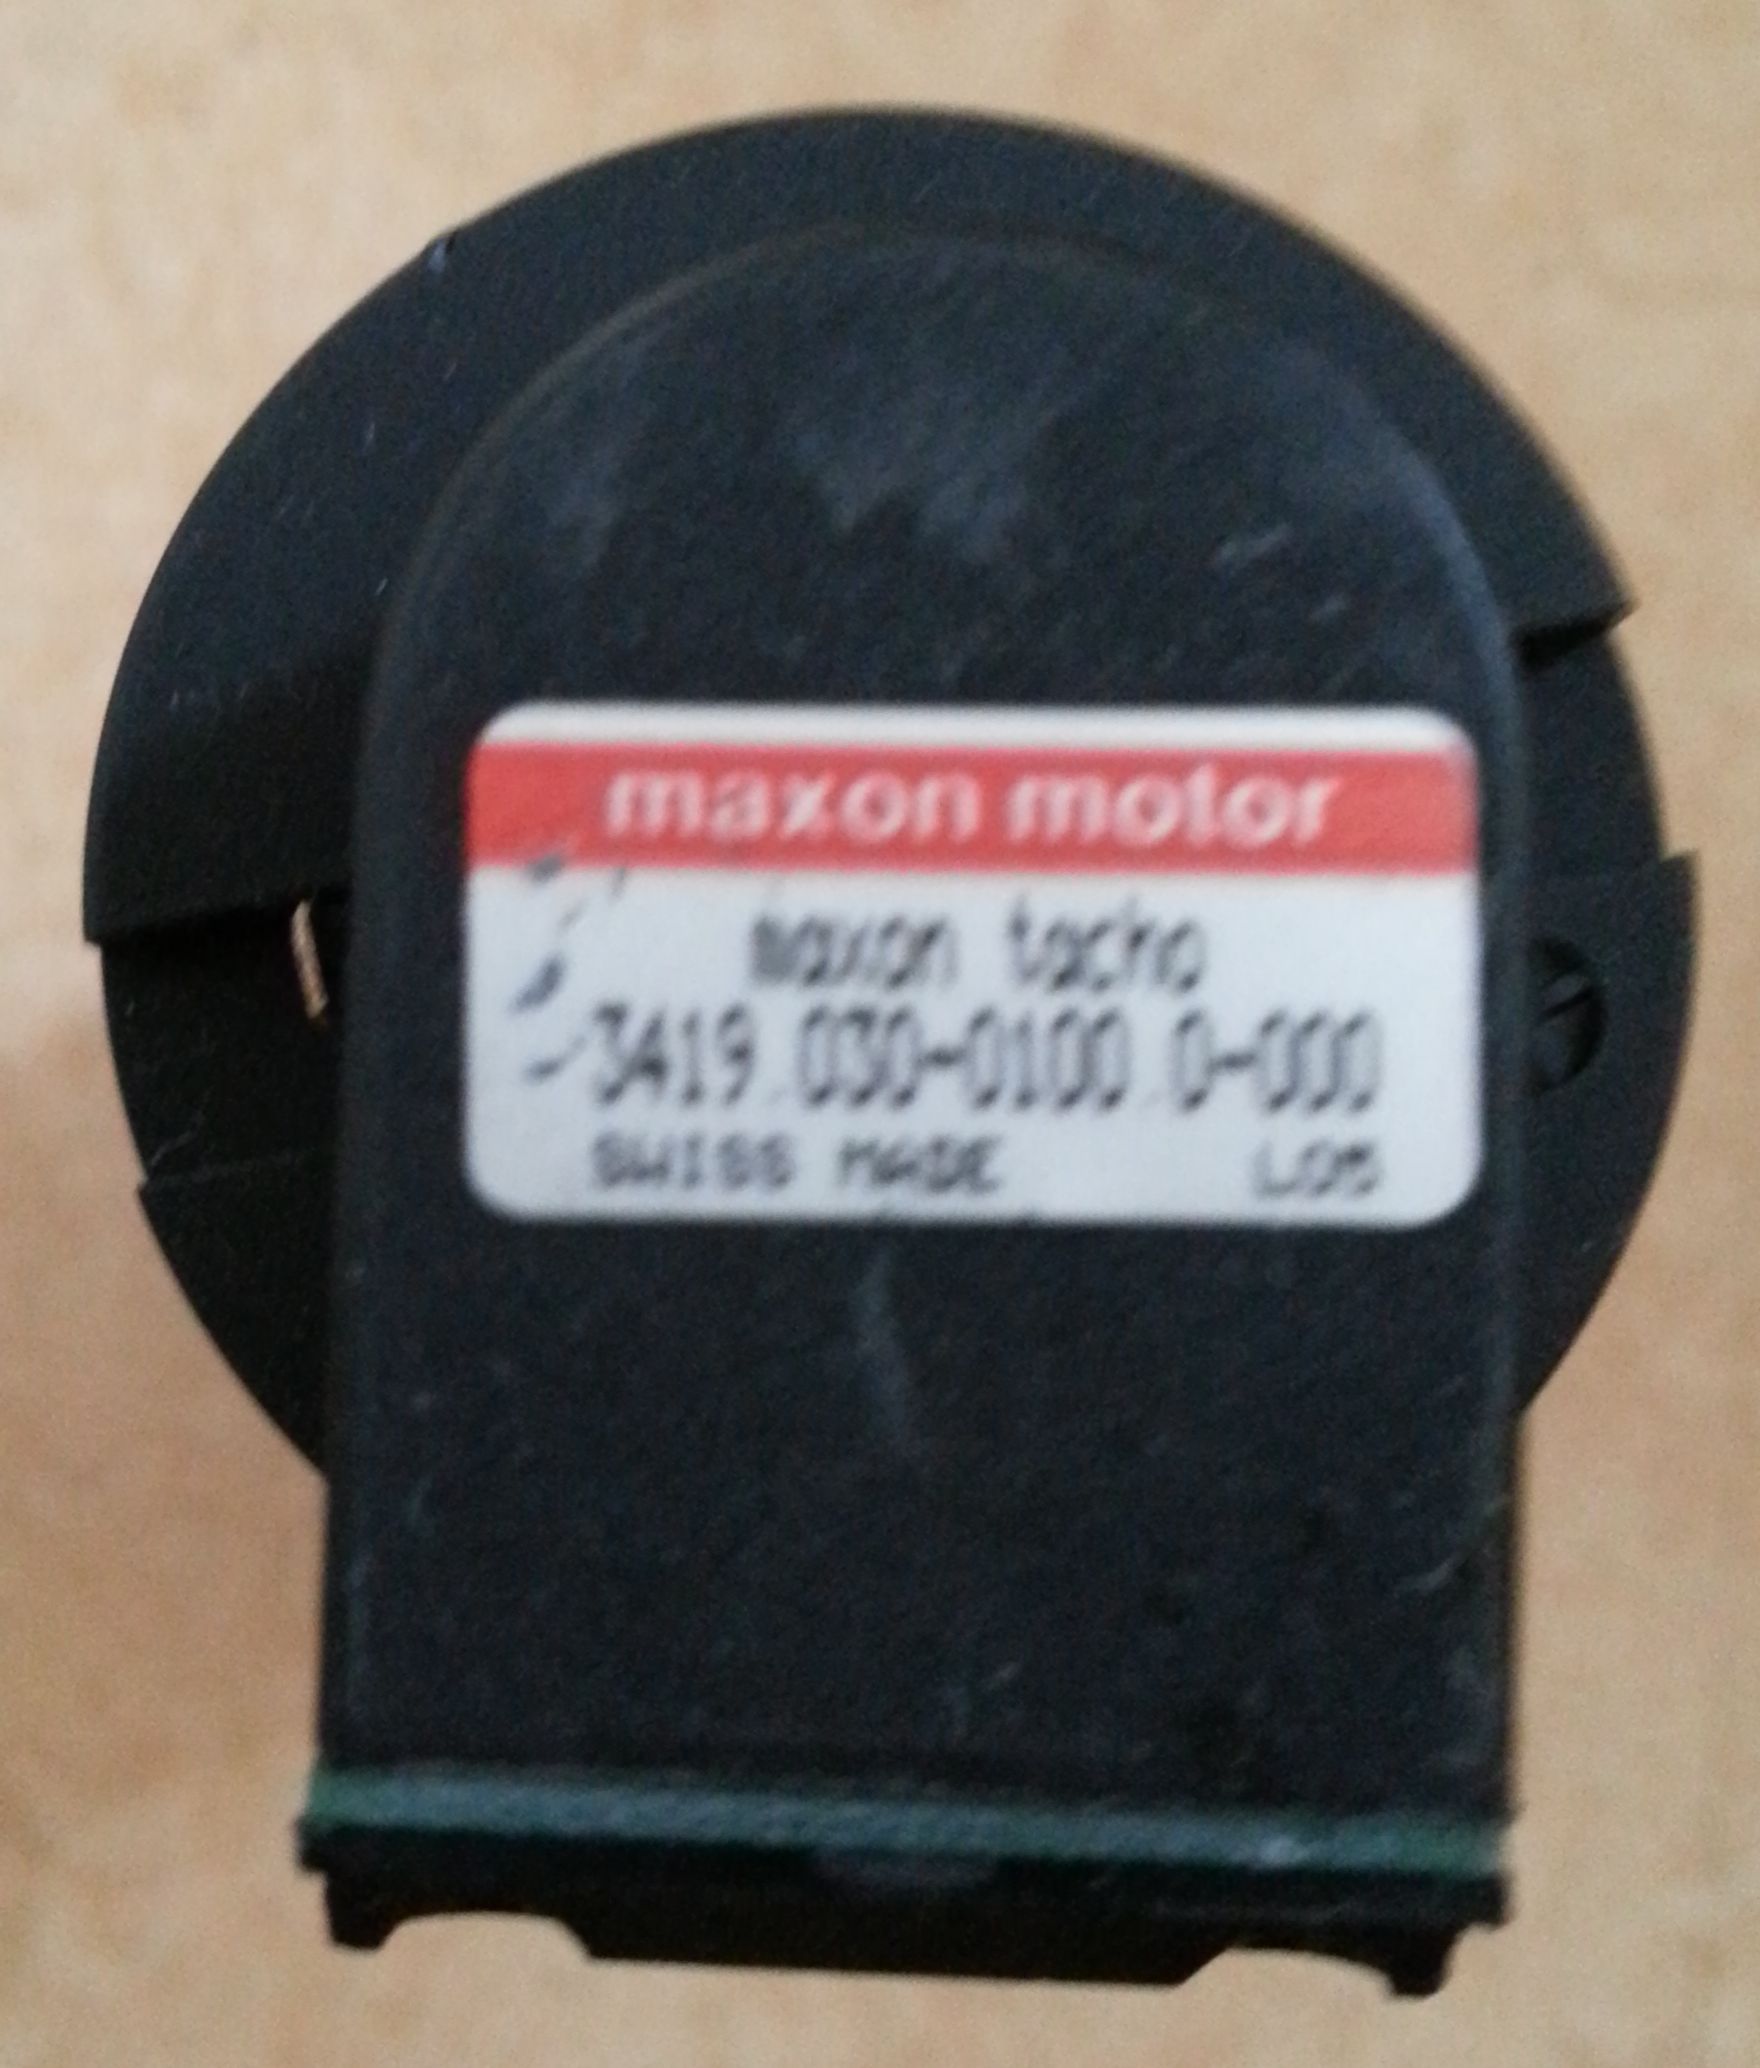 maxon motor
maxon tacho
3419.030-0100.0-000
SWISS MADE L05